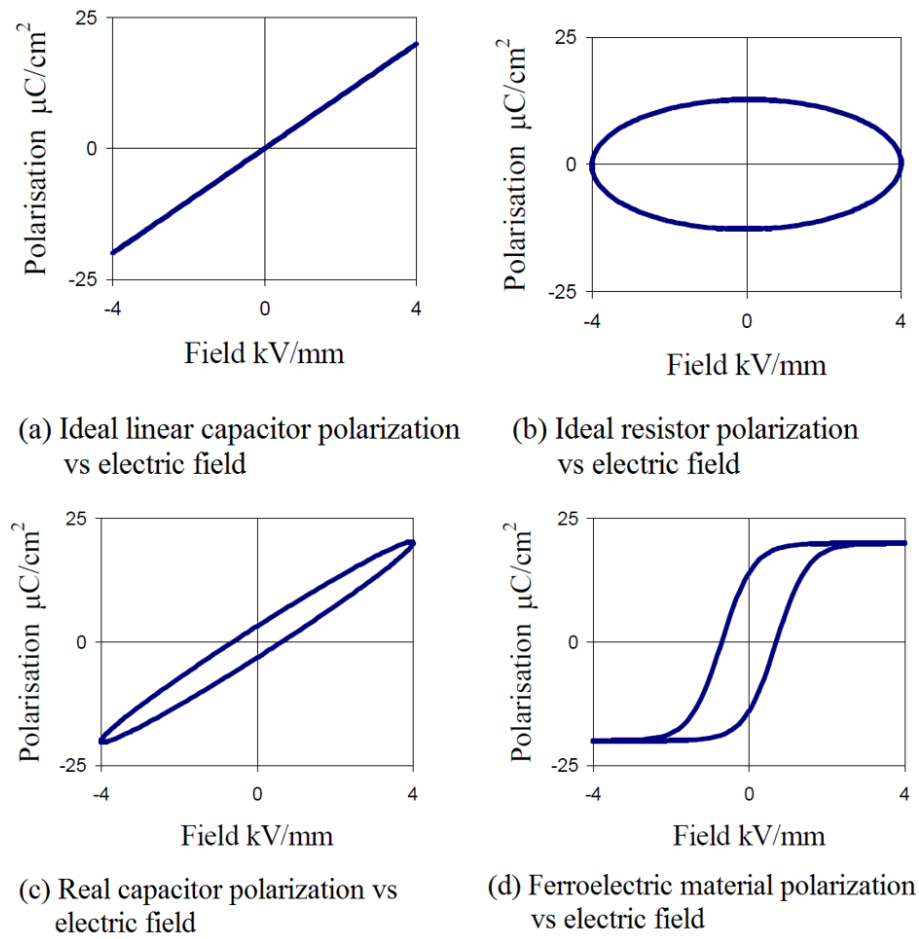 25
0
-25
-4 0 4
Polarisation μC/cm²
Field kV/mm
(a) Ideal linear capacitor polarization
vs electric field
25
0
-25
-4 0 4
Polarisation μC/cm²
Field kV/mm
(b) Ideal resistor polarization
vs electric field
25
0
-25
-4 0 4
Polarisation μC/cm²
Field kV/mm
(c) Real capacitor polarization vs
electric field
25
0
-25
-4 0 4
Polarisation μC/cm²
Field kV/mm
(d) Ferroelectric material polarization
vs electric field